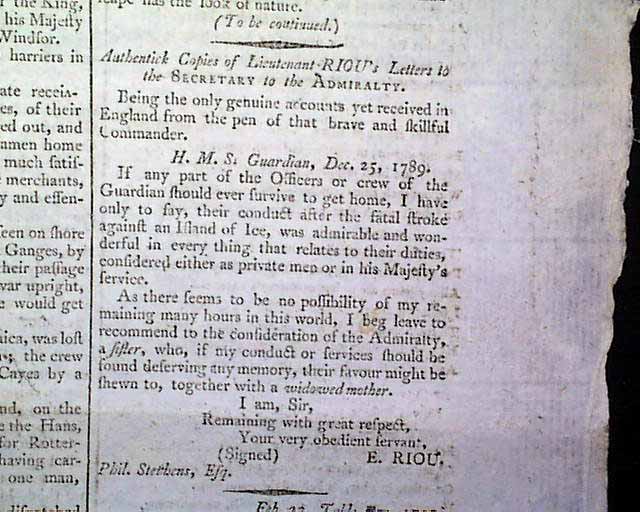 r the King,
his Majesty
Windsor.
harriers in
ate receia-
es, of their
ed out, and
amen home
much satis-
merchants,
y and essen-
een on shore
Ganges, by
their passage
war upright,
e would get
ica, was lost
the crew
Cayes by a
nd, on the
e the Hans,
for Rotter-
having car-
one man,
has the look of nature.
(To be continued.)
Authentick Copies of Lieutenant RIOU's Letters to
the SECRETARY to the ADMIRALTY.
Being the only genuine accounts yet received in
England from the pen of that brave and skillful
Commander.
H. M. S. Guardian, Dec. 25, 1789.
If any part of the Officers or crew of the
Guardian should ever survive to get home, I have
only to say, their conduct after the fatal stroke
against an Island of Ice, was admirable and won-
derful in every thing that relates to their duties,
considered either as private men or in his Majesty's
service.
As there seems to be no possibility of my re-
maining many hours in this world, I beg leave to
recommend to the consideration of the Admiralty,
a sister, who, if my conduct or services should be
found deserving any memory, their favour might be
shewn to, together with a widowed mother.
I am, Sir,
Remaining with great respect,
Your very obedient servant,
(Signed) E. RIOU.
Phil. Stethens, Esq.